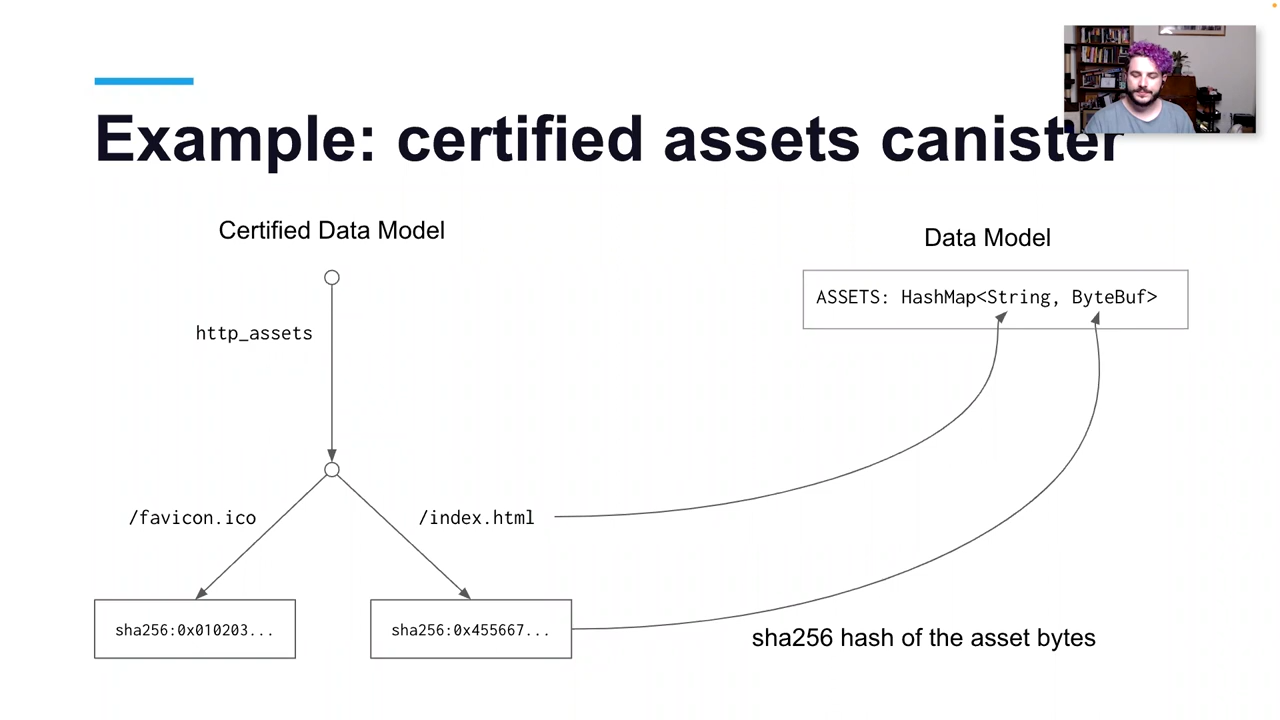 Example: certified assets canister
Certified Data Model
Data Model
ASSETS: HashMap<String, ByteBuf>
http_assets
/favicon.ico
/index.html
sha256:0x010203...
sha256:0x455667...
sha256 hash of the asset bytes